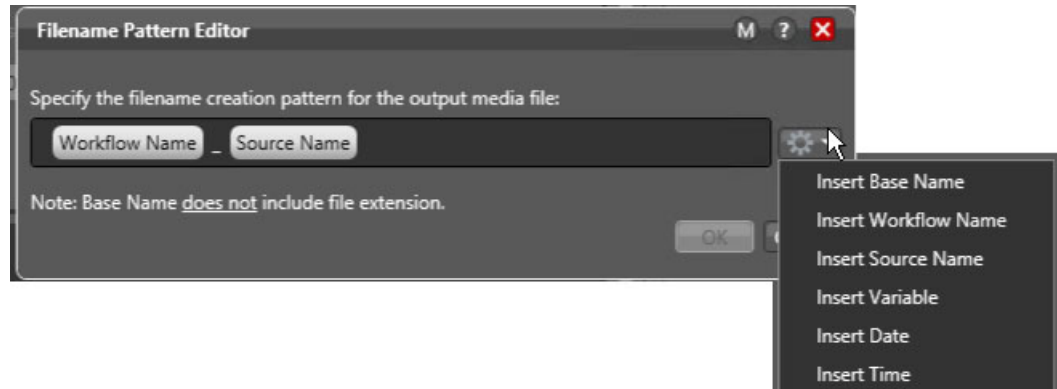 Filename Pattern Editor M ?
Specify the filename creation pattern for the output media file:
Workflow Name _ Source Name
Note: Base Name does not include file extension.
OK
Insert Base Name
Insert Workflow Name
Insert Source Name
Insert Variable
Insert Date
Insert Time